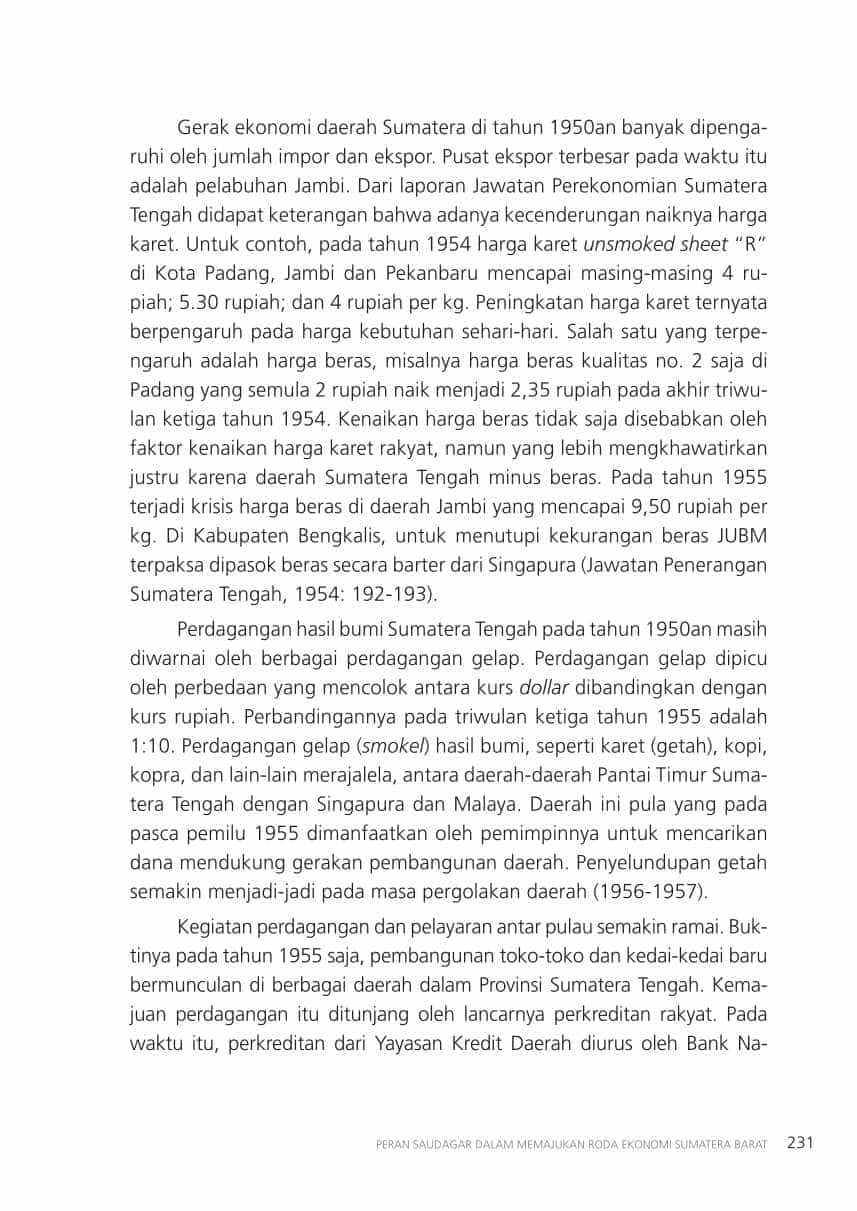 Gerak ekonomi daerah Sumatera di tahun 1950an banyak dipenga-
ruhi oleh jumlah impor dan ekspor. Pusat ekspor terbesar pada waktu itu
adalah pelabuhan Jambi. Dari laporan Jawatan Perekonomian Sumatera
Tengah didapat keterangan bahwa adanya kecenderungan naiknya harga
karet. Untuk contoh, pada tahun 1954 harga karet unsmoked sheet “R”
di Kota Padang, Jambi dan Pekanbaru mencapai masing-masing 4 ru-
piah; 5.30 rupiah; dan 4 rupiah per kg. Peningkatan harga karet ternyata
berpengaruh pada harga kebutuhan sehari-hari. Salah satu yang terpe-
ngaruh adalah harga beras, misalnya harga beras kualitas no. 2 saja di
Padang yang semula 2 rupiah naik menjadi 2,35 rupiah pada akhir triwu-
lan ketiga tahun 1954. Kenaikan harga beras tidak saja disebabkan oleh
faktor kenaikan harga karet rakyat, namun yang lebih mengkhawatirkan
justru karena daerah Sumatera Tengah minus beras. Pada tahun 1955
terjadi krisis harga beras di daerah Jambi yang mencapai 9,50 rupiah per
kg. Di Kabupaten Bengkalis, untuk menutupi kekurangan beras JUBM
terpaksa dipasok beras secara barter dari Singapura (Jawatan Penerangan
Sumatera Tengah, 1954: 192-193).
Perdagangan hasil bumi Sumatera Tengah pada tahun 1950an masih
diwarnai oleh berbagai perdagangan gelap. Perdagangan gelap dipicu
oleh perbedaan yang mencolok antara kurs dollar dibandingkan dengan
kurs rupiah. Perbandingannya pada triwulan ketiga tahun 1955 adalah
1:10. Perdagangan gelap (smokel) hasil bumi, seperti karet (getah), kopi,
kopra, dan lain-lain merajalela, antara daerah-daerah Pantai Timur Suma-
tera Tengah dengan Singapura dan Malaya. Daerah ini pula yang pada
pasca pemilu 1955 dimanfaatkan oleh pemimpinnya untuk mencarikan
dana mendukung gerakan pembangunan daerah. Penyelundupan getah
semakin menjadi-jadi pada masa pergolakan daerah (1956-1957).
Kegiatan perdagangan dan pelayaran antar pulau semakin ramai. Buk-
tinya pada tahun 1955 saja, pembangunan toko-toko dan kedai-kedai baru
bermunculan di berbagai daerah dalam Provinsi Sumatera Tengah. Kema-
juan perdagangan itu ditunjang oleh lancarnya perkreditan rakyat. Pada
waktu itu, perkreditan dari Yayasan Kredit Daerah diurus oleh Bank Na-
PERAN SAUDAGAR DALAM MEMAJUKAN RODA EKONOMI SUMATERA BARAT 231